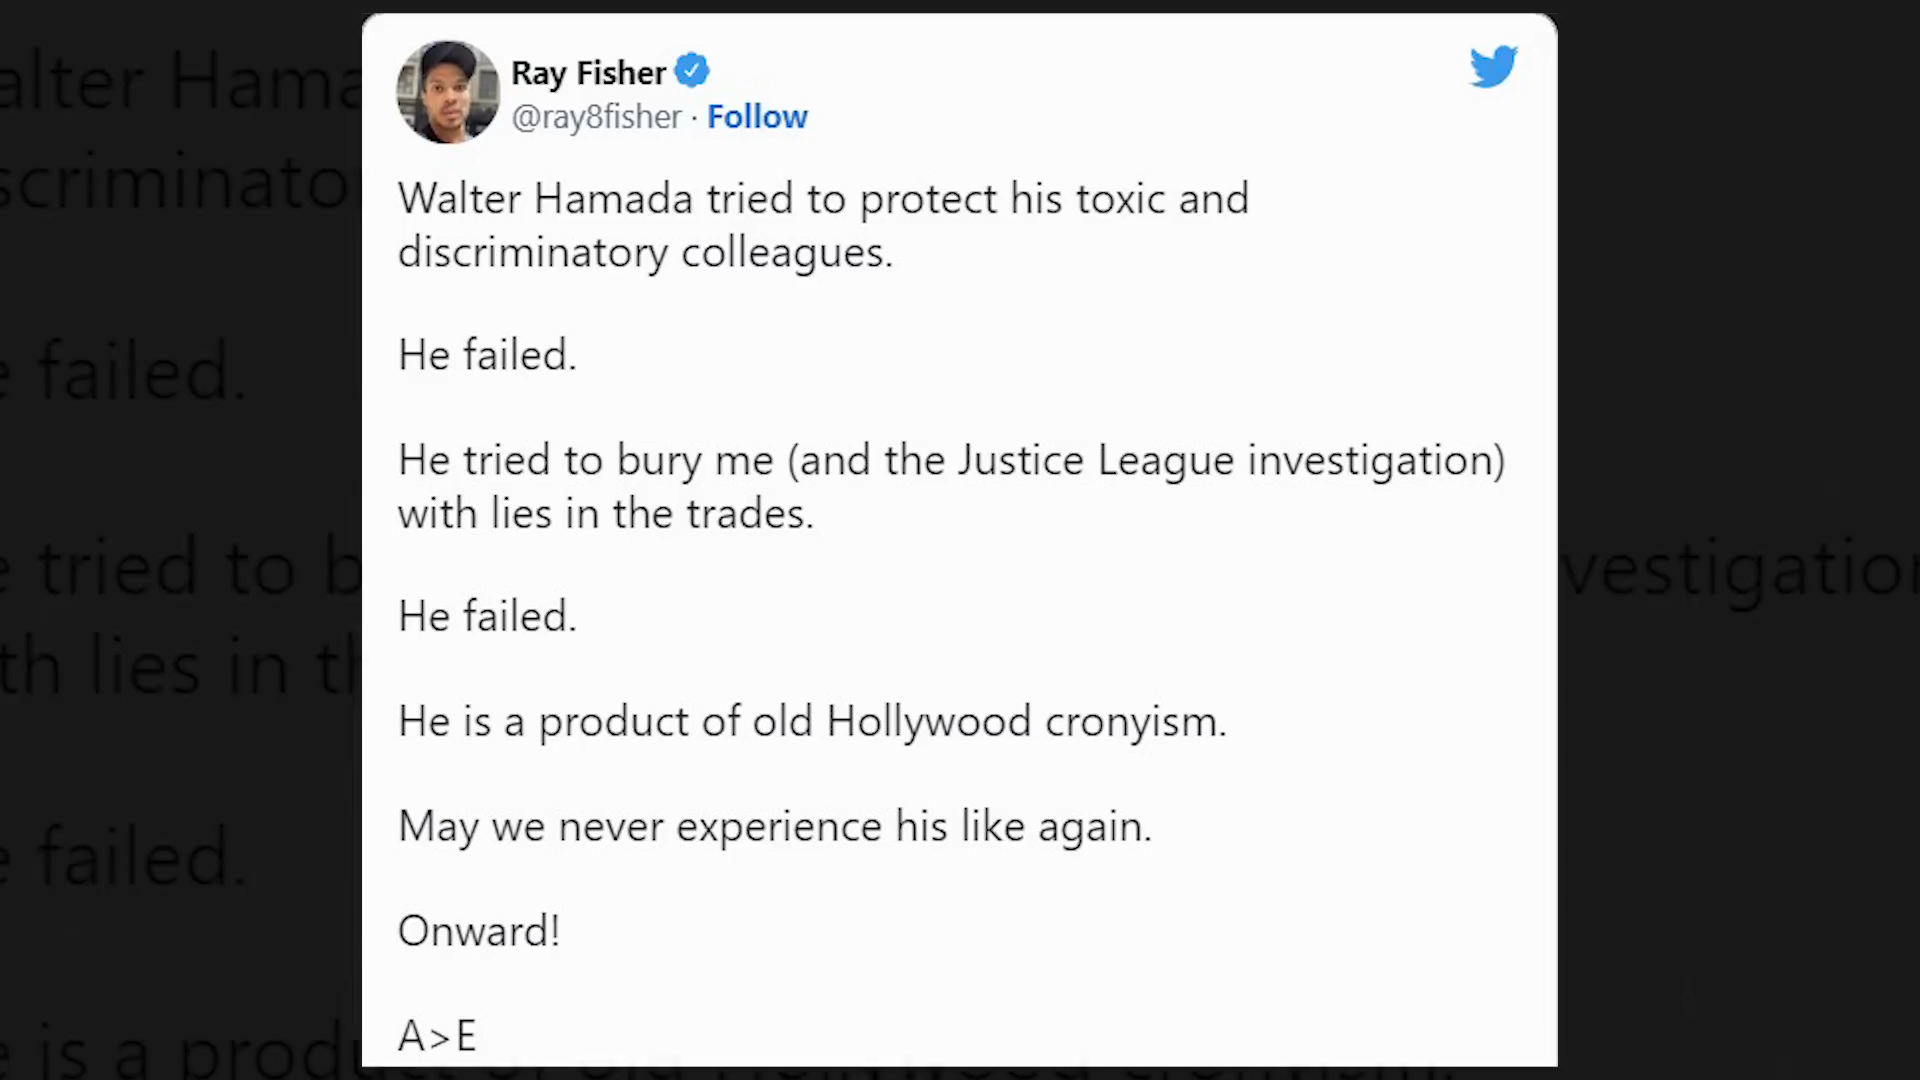 Ray Fisher
@ray8fisher · Follow
Walter Hamada tried to protect his toxic and
discriminatory colleagues.
He failed.
He tried to bury me (and the Justice League investigation)
with lies in the trades.
He failed.
He is a product of old Hollywood cronyism.
May we never experience his like again.
Onward!
A>E